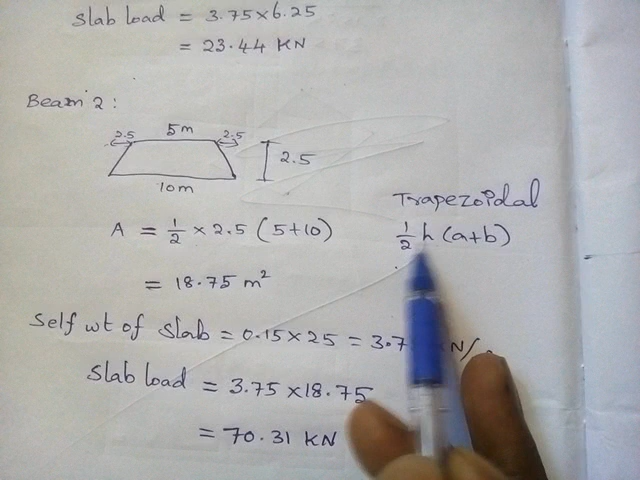 Slab load = 3.75 x 6.25
= 23.44 KN
Beam 2 :
2.5 5m 2.5
2.5
10m
Trapezoidal
A = 1/2 x 2.5 (5+10)
1/2 h (a+b)
= 18.75 m²
Self wt of slab = 0.15 x 25 = 3.7 N/
Slab load = 3.75 x 18.75
= 70.31 KN